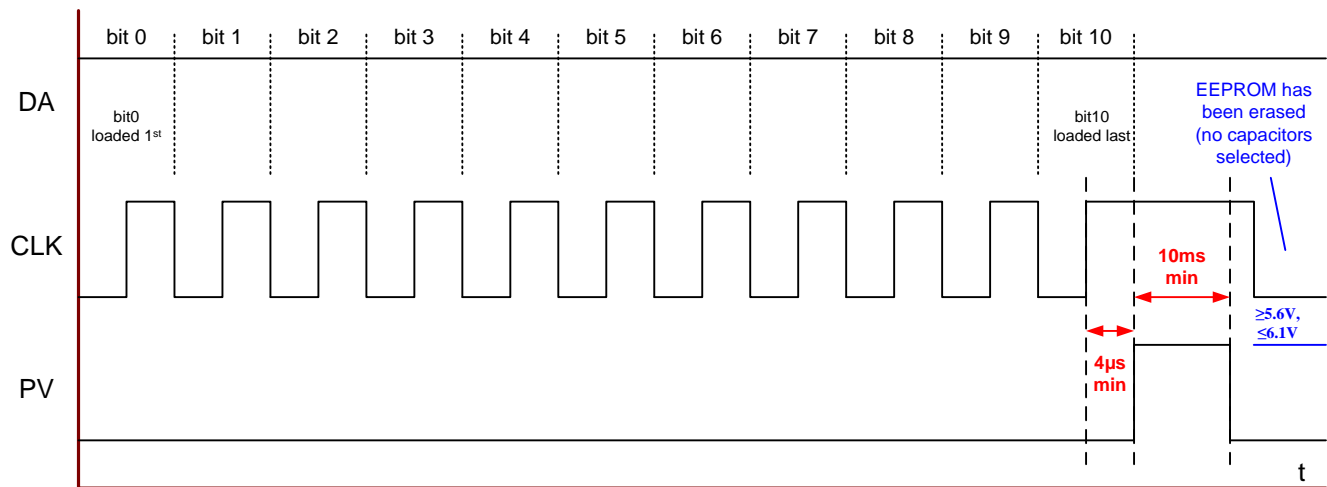 bit 0 bit 1 bit 2 bit 3 bit 4 bit 5 bit 6 bit 7 bit 8 bit 9 bit 10
DA
bit0
loaded 1st
bit10
loaded last
EEPROM has
been erased
(no capacitors
selected)
CLK
10ms
min
≥5.6V,
≤6.1V
4µs
min
PV
t